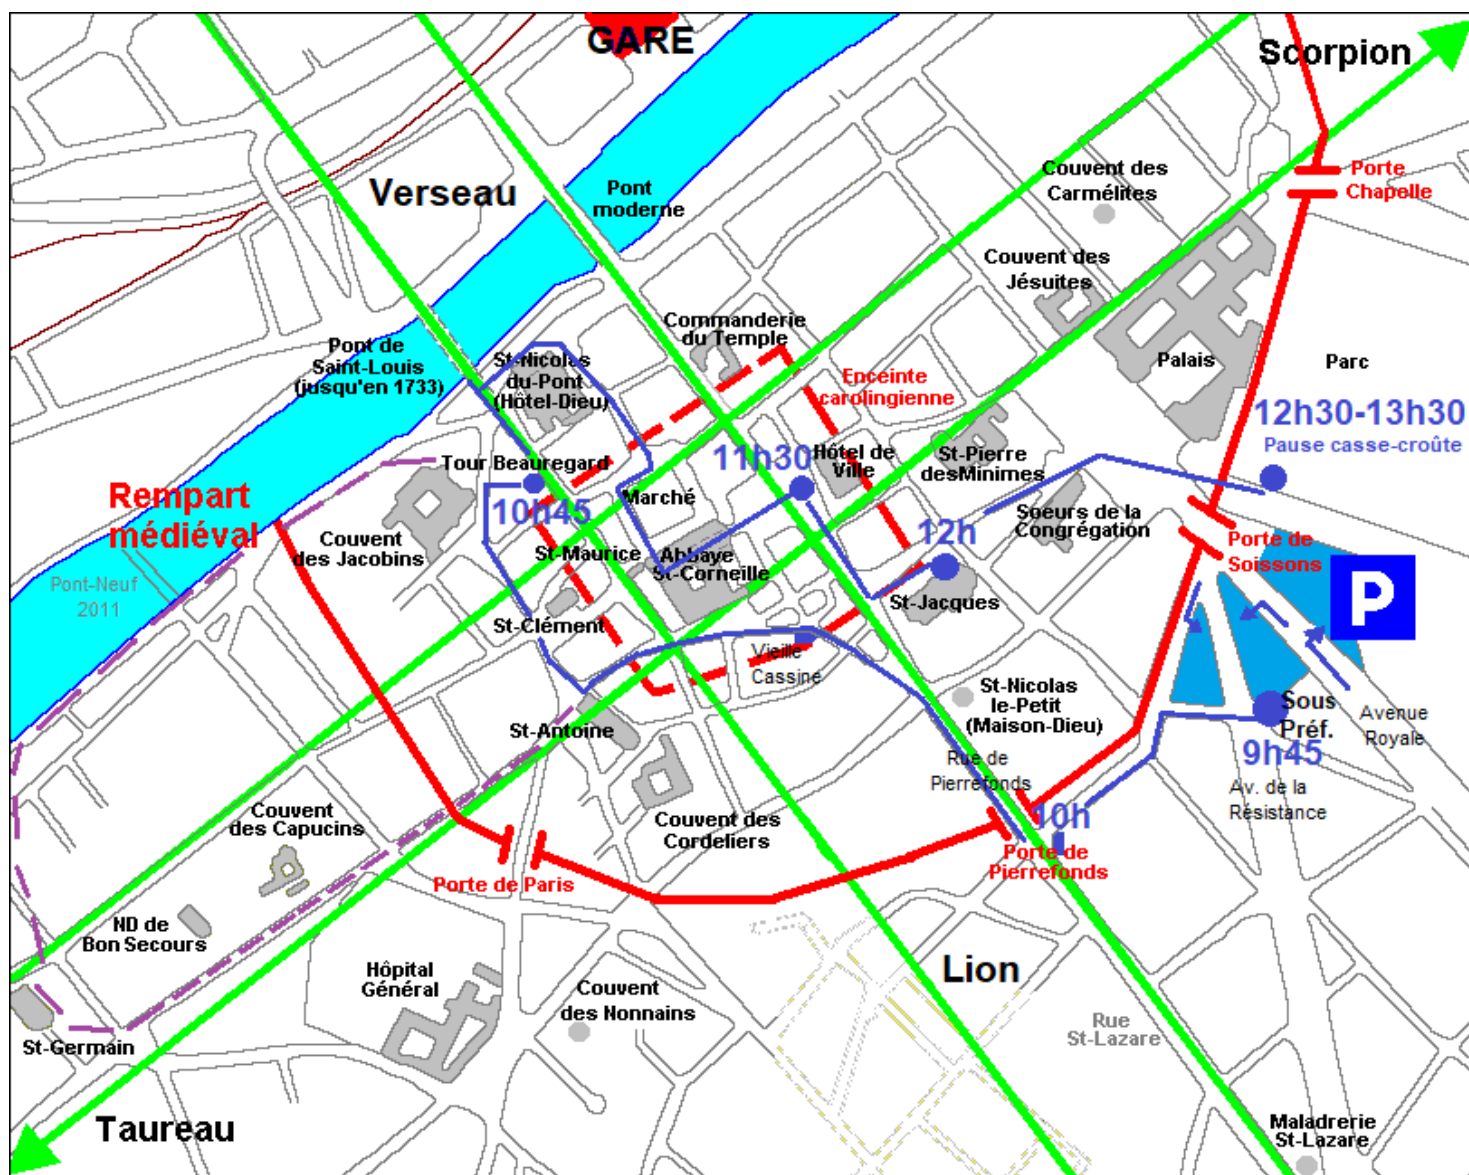 GARE
Scorpion
Verseau
Pont
moderne
Couvent des
Carmélites
Porte
Chapelle
Couvent des
Jésuites
Commanderie
du Temple
Pont de
Saint-Louis
(jusqu'en 1733)
St-Nicolas
du-Pont
(Hôtel-Dieu)
Palais
Parc
Enceinte
carolingienne
12h30-13h30
Pause casse-croûte
Tour Beauregard
11h30
Hôtel de
Ville
St-Pierre
desMinimes
Rempart
médiéval
10h45
Marché
Soeurs de la
Congrégation
Couvent
des Jacobins
St-Maurice
Abbaye
St-Corneille
12h
Porte de
Soissons
P
Pont-Neuf
2011
St-Clément
St-Jacques
Vieille
Cassine
St-Nicolas
le-Petit
(Maison-Dieu)
Sous
Préf.
Avenue
Royale
St-Antoine
9h45
Rue de
Pierrefonds
Av. de la
Résistance
Couvent
des Capucins
Couvent des
Cordeliers
10h
Porte de
Pierrefonds
Porte de Paris
ND de
Bon Secours
Hôpital
Général
Lion
Couvent
des Nonnains
Rue
St-Lazare
St-Germain
Taureau
Maladrerie
St-Lazare